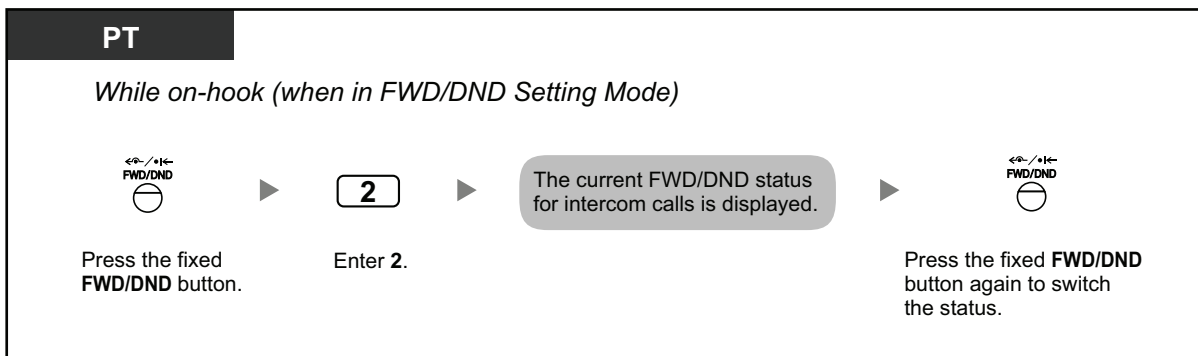 PT
While on-hook (when in FWD/DND Setting Mode)
FWD/DND
2
The current FWD/DND status
for intercom calls is displayed.
FWD/DND
Press the fixed
FWD/DND button.
Enter 2.
Press the fixed FWD/DND
button again to switch
the status.